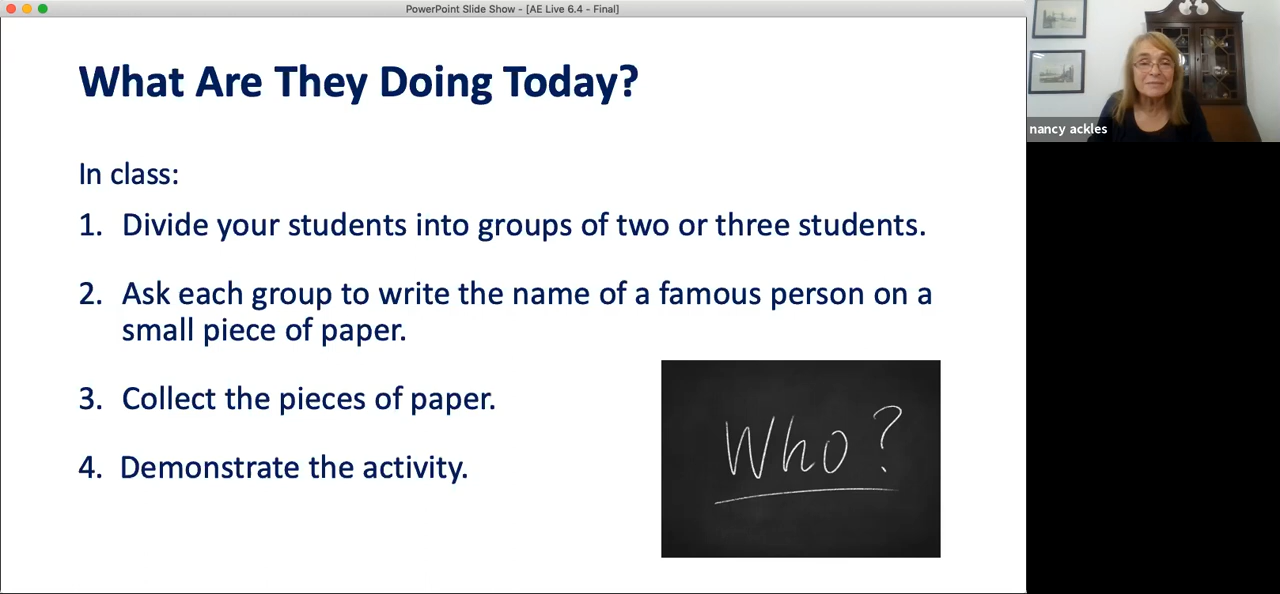 PowerPoint Slide Show - [AE Live 6.4 - Final]
What Are They Doing Today?
In class:
1. Divide your students into groups of two or three students.
2. Ask each group to write the name of a famous person on a
small piece of paper.
3. Collect the pieces of paper.
4. Demonstrate the activity.
Who?
nancy ackles